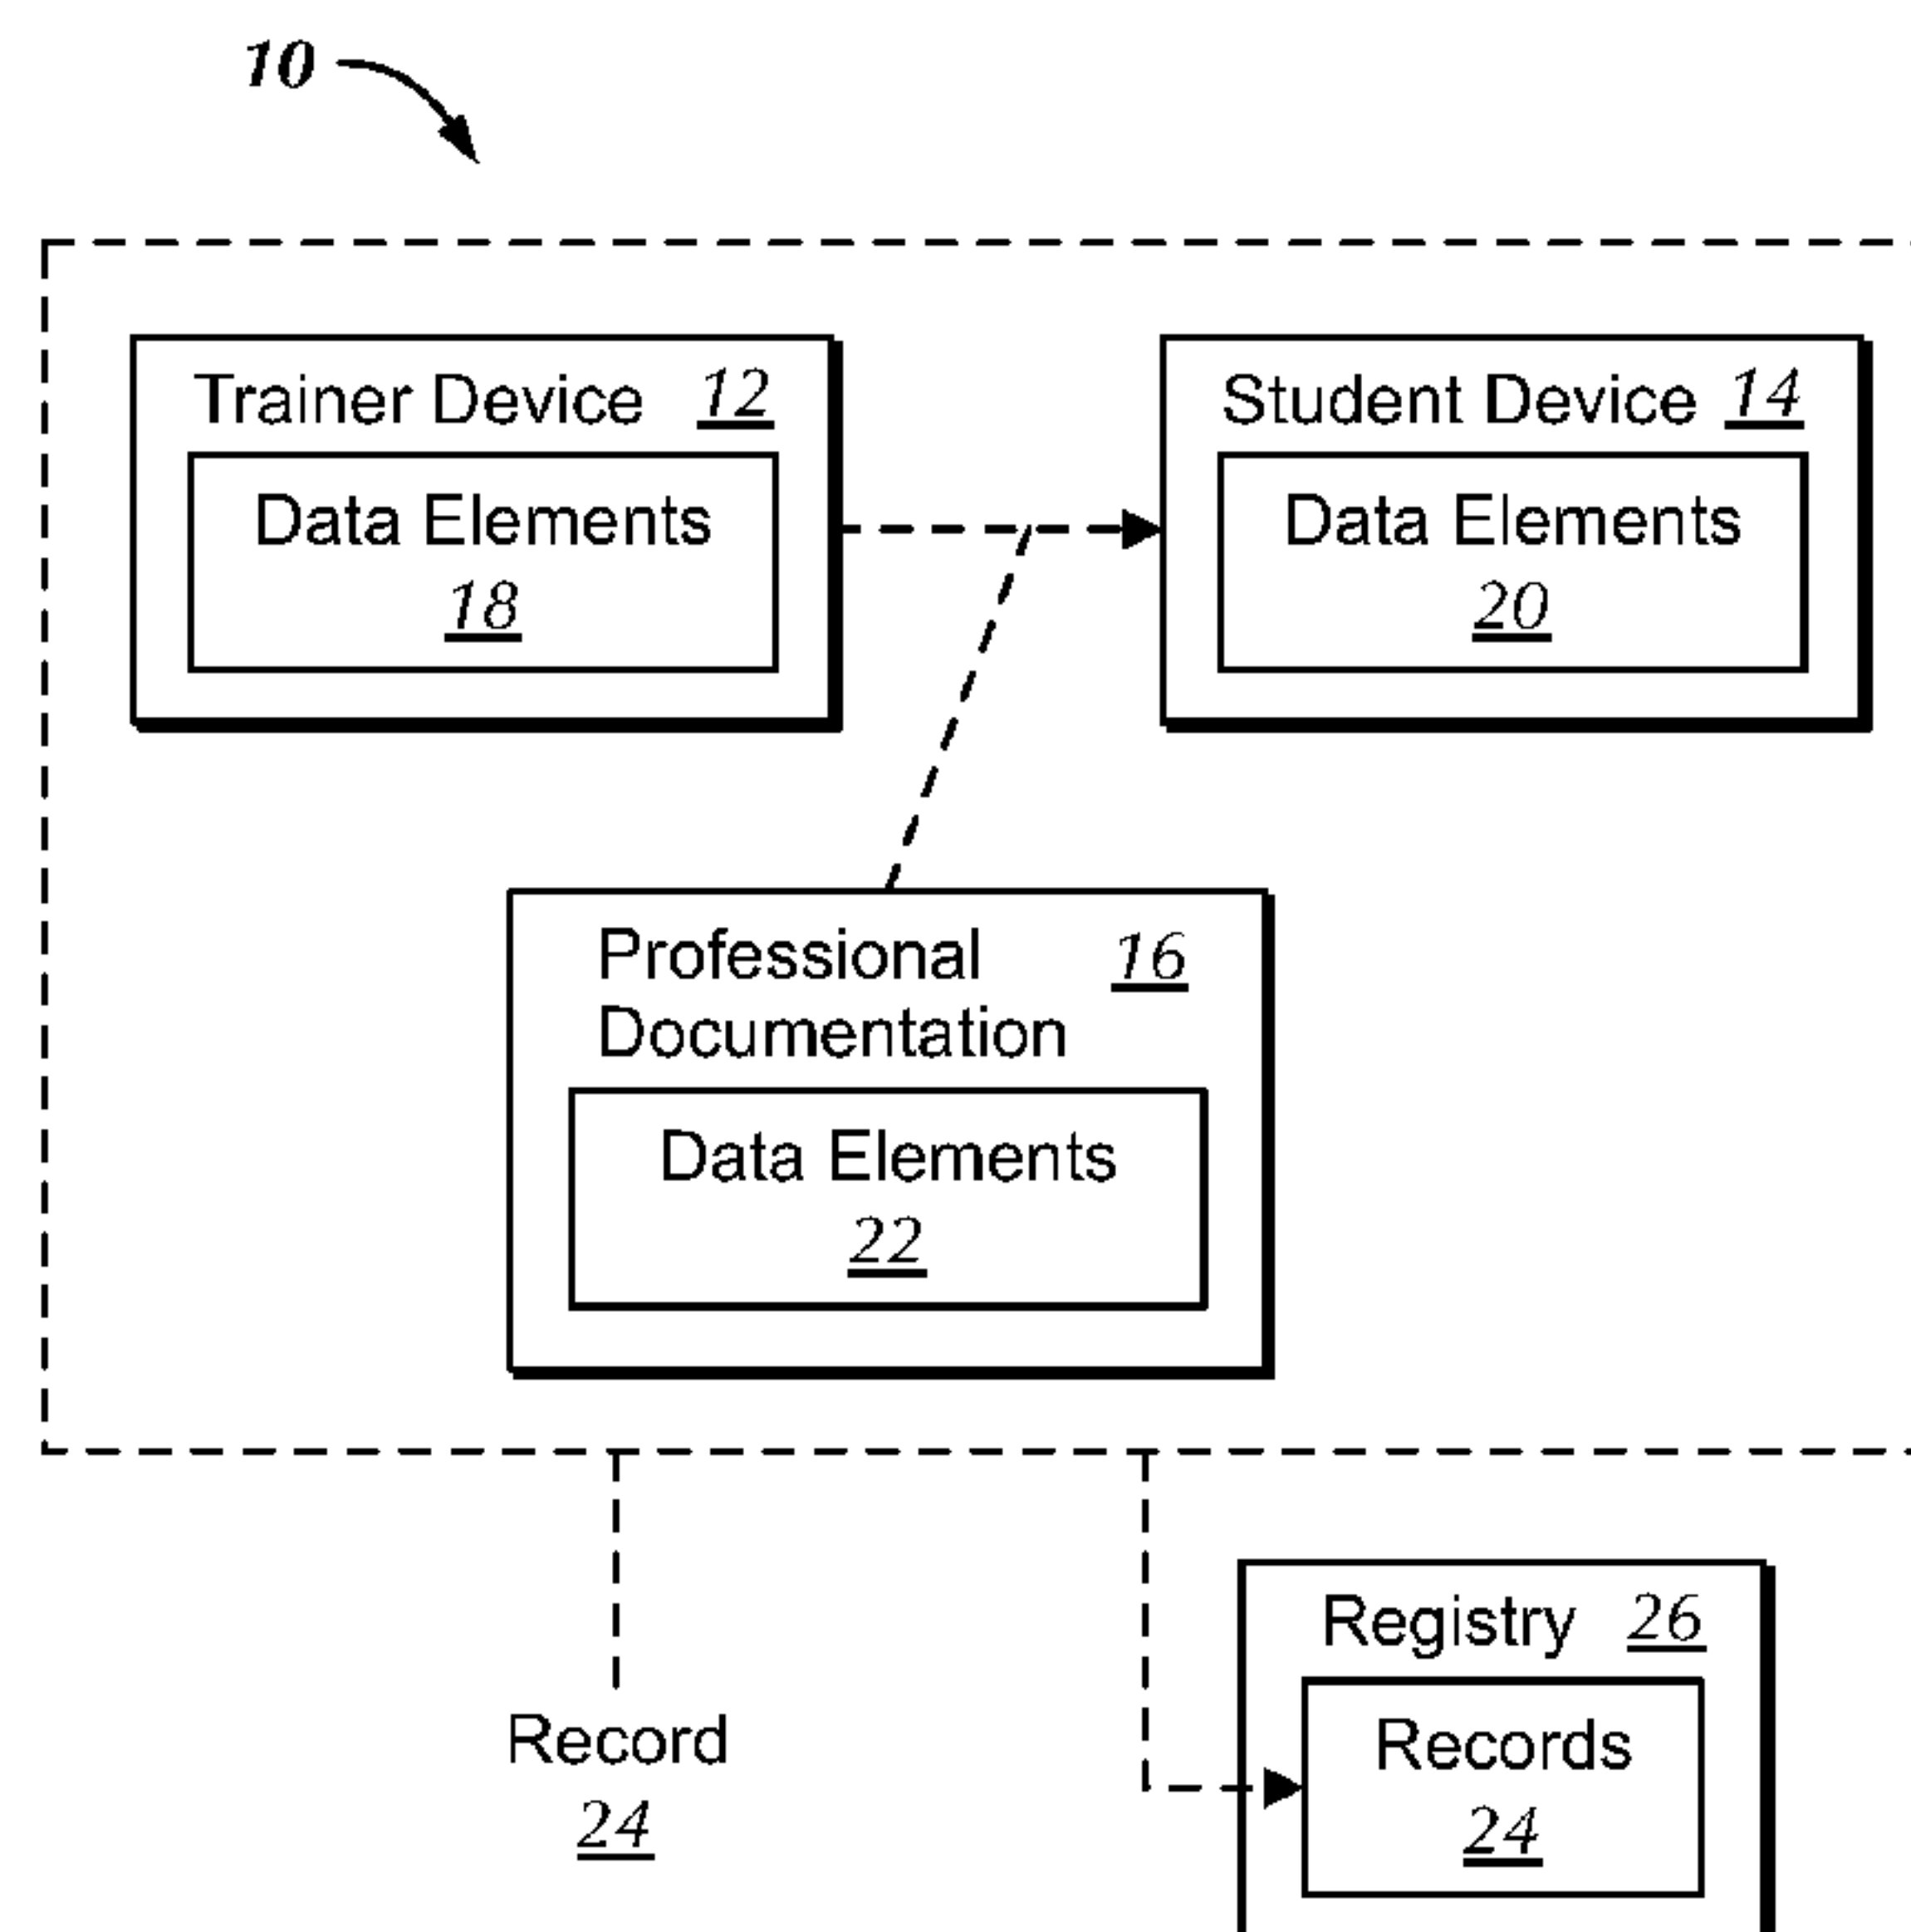 10
Trainer Device 12
Data Elements
18
Student Device 14
Data Elements
20
Professional 16
Documentation
Data Elements
22
Record
24
Registry 26
Records
24